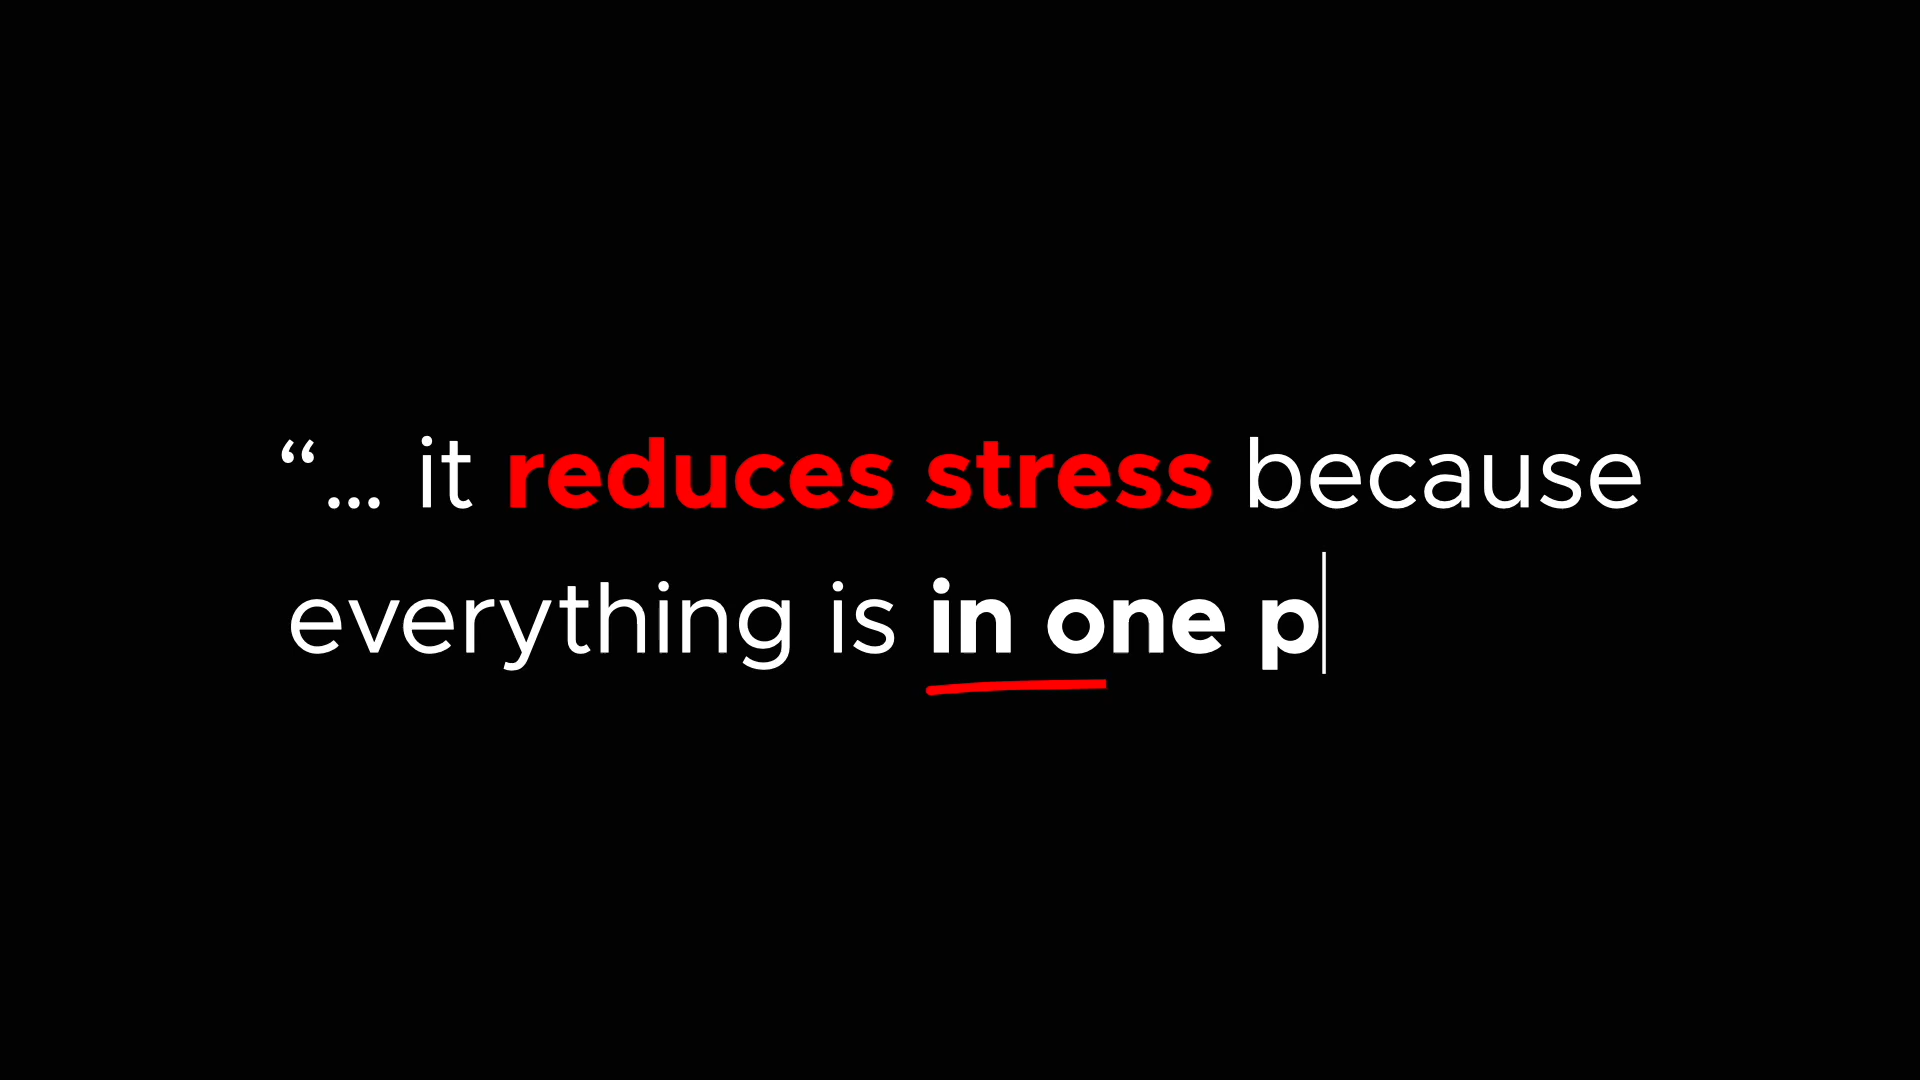 “... it reduces stress because
everything is in one p